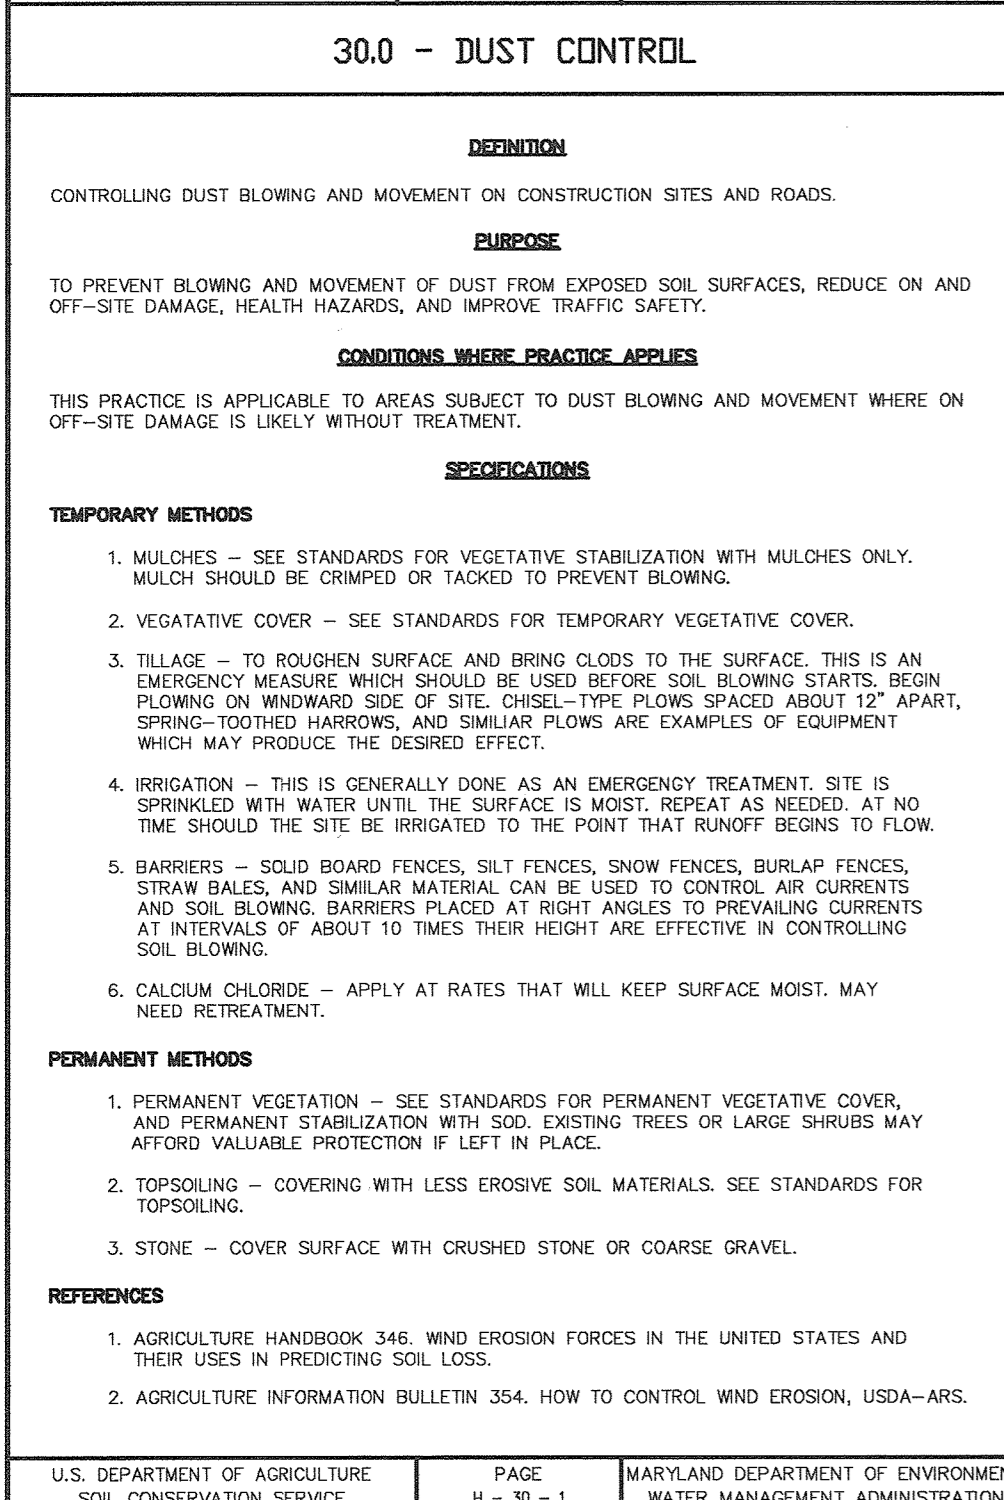 30.0 - DUST CONTROL
DEFINITION
CONTROLLING DUST BLOWING AND MOVEMENT ON CONSTRUCTION SITES AND ROADS.
PURPOSE
TO PREVENT BLOWING AND MOVEMENT OF DUST FROM EXPOSED SOIL SURFACES, REDUCE ON AND
OFF-SITE DAMAGE, HEALTH HAZARDS, AND IMPROVE TRAFFIC SAFETY.
CONDITIONS WHERE PRACTICE APPLIES
THIS PRACTICE IS APPLICABLE TO AREAS SUBJECT TO DUST BLOWING AND MOVEMENT WHERE ON
OFF-SITE DAMAGE IS LIKELY WITHOUT TREATMENT.
SPECIFICATIONS
TEMPORARY METHODS
1. MULCHES - SEE STANDARDS FOR VEGETATIVE STABILIZATION WITH MULCHES ONLY.
MULCH SHOULD BE CRIMPED OR TACKED TO PREVENT BLOWING.
2. VEGATATIVE COVER - SEE STANDARDS FOR TEMPORARY VEGETATIVE COVER.
3. TILLAGE - TO ROUGHEN SURFACE AND BRING CLODS TO THE SURFACE. THIS IS AN
EMERGENCY MEASURE WHICH SHOULD BE USED BEFORE SOIL BLOWING STARTS. BEGIN
PLOWING ON WINDWARD SIDE OF SITE. CHISEL-TYPE PLOWS SPACED ABOUT 12" APART,
SPRING-TOOTHED HARROWS, AND SIMILIAR PLOWS ARE EXAMPLES OF EQUIPMENT
WHICH MAY PRODUCE THE DESIRED EFFECT.
4. IRRIGATION - THIS IS GENERALLY DONE AS AN EMERGENCY TREATMENT. SITE IS
SPRINKLED WITH WATER UNTIL THE SURFACE IS MOIST. REPEAT AS NEEDED. AT NO
TIME SHOULD THE SITE BE IRRIGATED TO THE POINT THAT RUNOFF BEGINS TO FLOW.
5. BARRIERS - SOLID BOARD FENCES, SILT FENCES, SNOW FENCES, BURLAP FENCES,
STRAW BALES, AND SIMIILAR MATERIAL CAN BE USED TO CONTROL AIR CURRENTS
AND SOIL BLOWING. BARRIERS PLACED AT RIGHT ANGLES TO PREVAILING CURRENTS
AT INTERVALS OF ABOUT 10 TIMES THEIR HEIGHT ARE EFFECTIVE IN CONTROLLING
SOIL BLOWING.
6. CALCIUM CHLORIDE - APPLY AT RATES THAT WILL KEEP SURFACE MOIST. MAY
NEED RETREATMENT.
PERMANENT METHODS
1. PERMANENT VEGETATION - SEE STANDARDS FOR PERMANENT VEGETATIVE COVER,
AND PERMANENT STABILIZATION WITH SOD. EXISTING TREES OR LARGE SHRUBS MAY
AFFORD VALUABLE PROTECTION IF LEFT IN PLACE.
2. TOPSOILING - COVERING WITH LESS EROSIVE SOIL MATERIALS. SEE STANDARDS FOR
TOPSOILING.
3. STONE - COVER SURFACE WITH CRUSHED STONE OR COARSE GRAVEL.
REFERENCES
1. AGRICULTURE HANDBOOK 346. WIND EROSION FORCES IN THE UNITED STATES AND
THEIR USES IN PREDICTING SOIL LOSS.
2. AGRICULTURE INFORMATION BULLETIN 354. HOW TO CONTROL WIND EROSION, USDA-ARS.
U.S. DEPARTMENT OF AGRICULTURE PAGE MARYLAND DEPARTMENT OF ENVIRONMEN
SOIL CONSERVATION SERVICE H - 30 - 1 WATER MANAGEMENT ADMINISTRATION